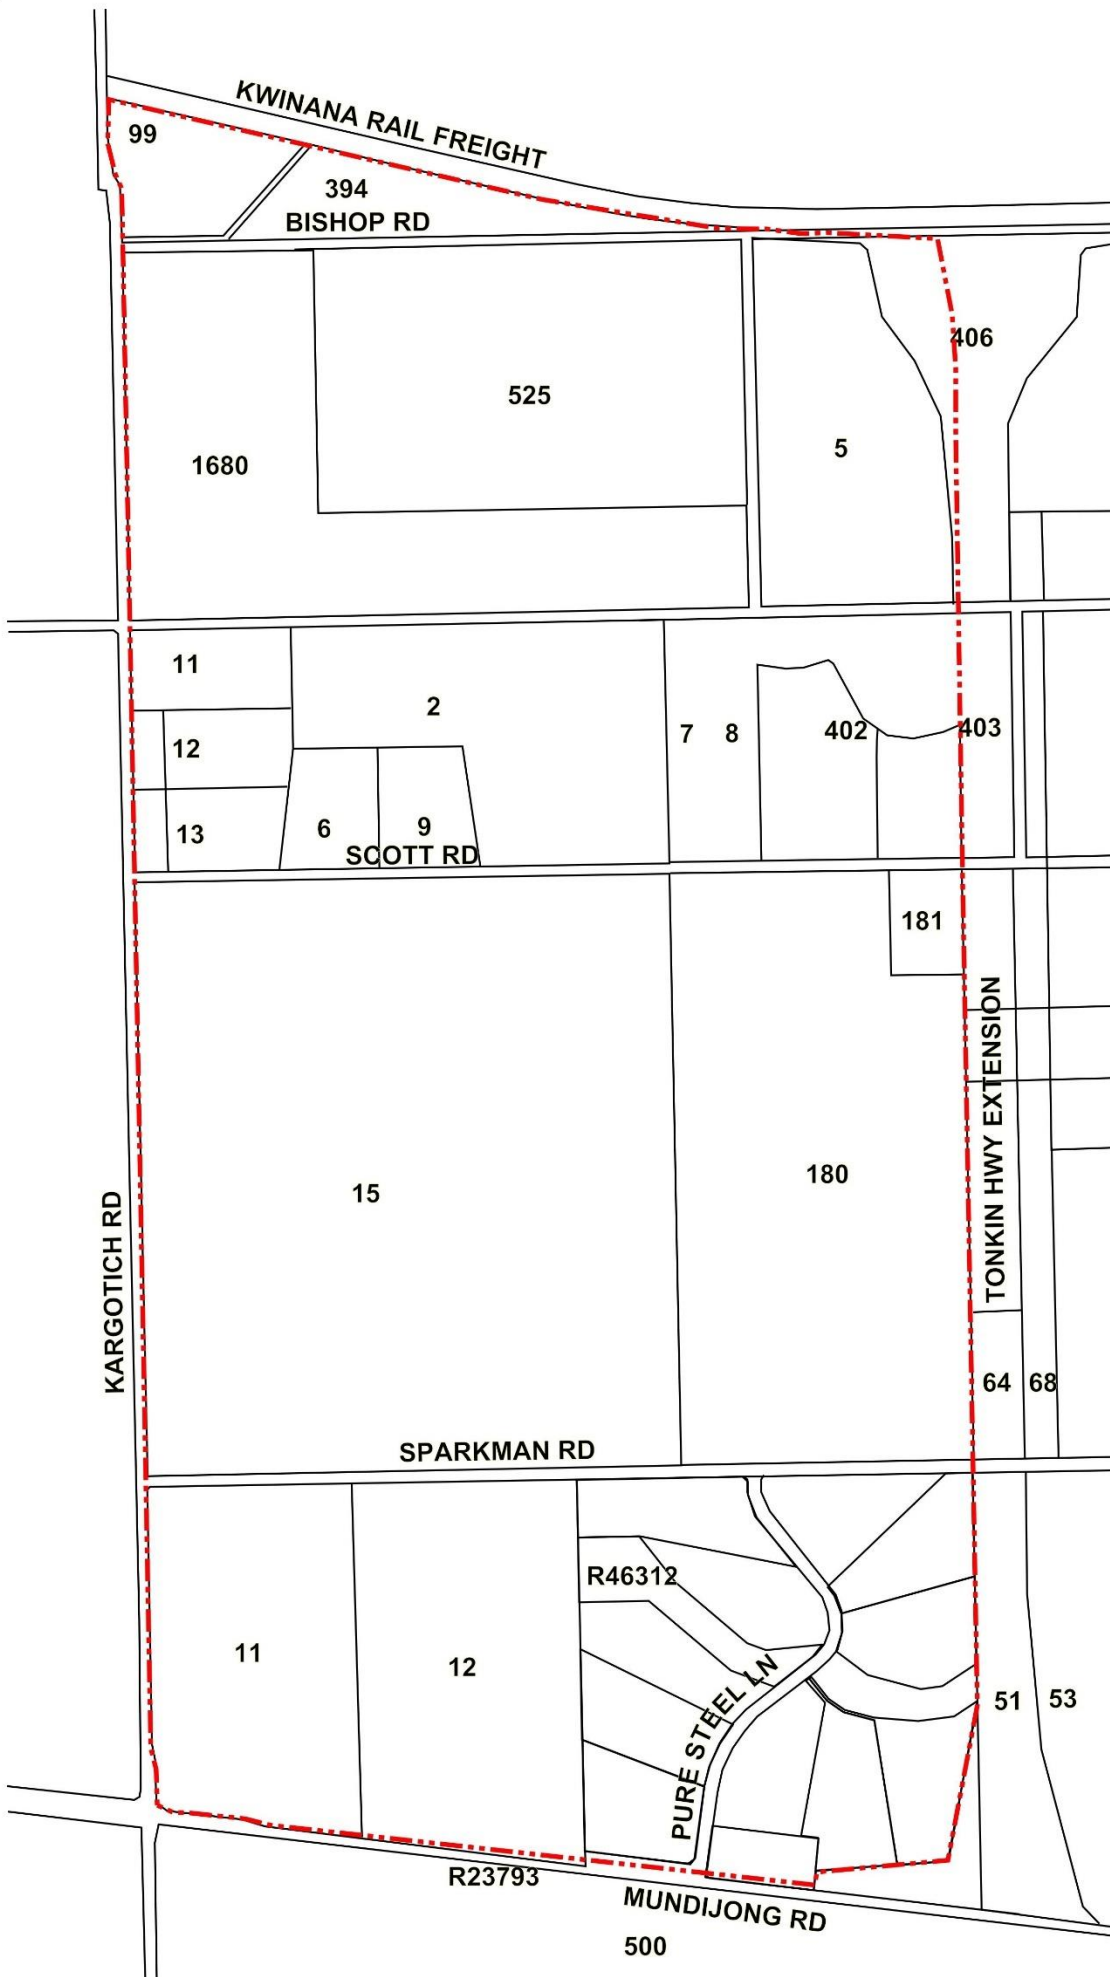 KWINANA RAIL FREIGHT
99
394
BISHOP RD
406
525
5
1680
11
2
7
8
402
403
12
13
6
9
SCOTT RD
181
TONKIN HWY EXTENSION
180
15
KARGOTICH RD
64
68
SPARKMAN RD
R46312
11
12
PURE STEEL LN
51
53
R23793
MUNDIJONG RD
500